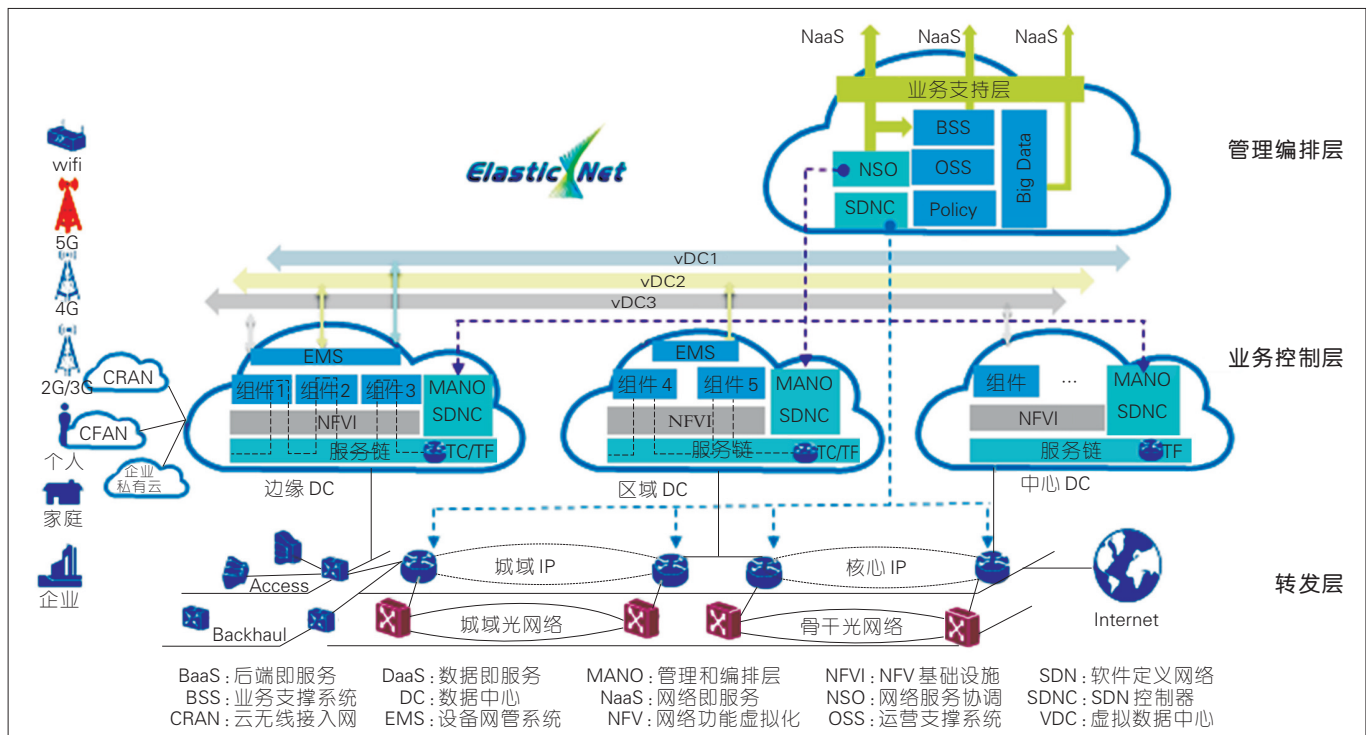 NaaS NaaS NaaS
业务支持层
BSS
NSO OSS Big Data
SDNC Policy
管理编排层
ElasticNet
wifi
5G
4G
2G/3G
个人
家庭
企业
CRAN
CFAN
企业
私有云
vDC1
vDC2
vDC3
业务控制层
EMS
组件1 组件2 组件3 MANO
NFVI SDNC
服务链 TC/TF
边缘 DC
EMS
组件 4 组件 5 MANO
NFVI SDNC
服务链 TC/TF
区域 DC
组件 … MANO
NFVI SDNC
服务链 TF
中心 DC
城域 IP 核心 IP
Access
城域光网络 骨干光网络
Backhaul
Internet
转发层
BaaS：后端即服务 DaaS：数据即服务 MANO：管理和编排层 NFVI：NFV 基础设施 SDN：软件定义网络
BSS：业务支撑系统 DC：数据中心 NaaS：网络即服务 NSO：网络服务协调 SDNC：SDN 控制器
CRAN：云无线接入网 EMS：设备网管系统 NFV：网络功能虚拟化 OSS：运营支撑系统 VDC：虚拟数据中心